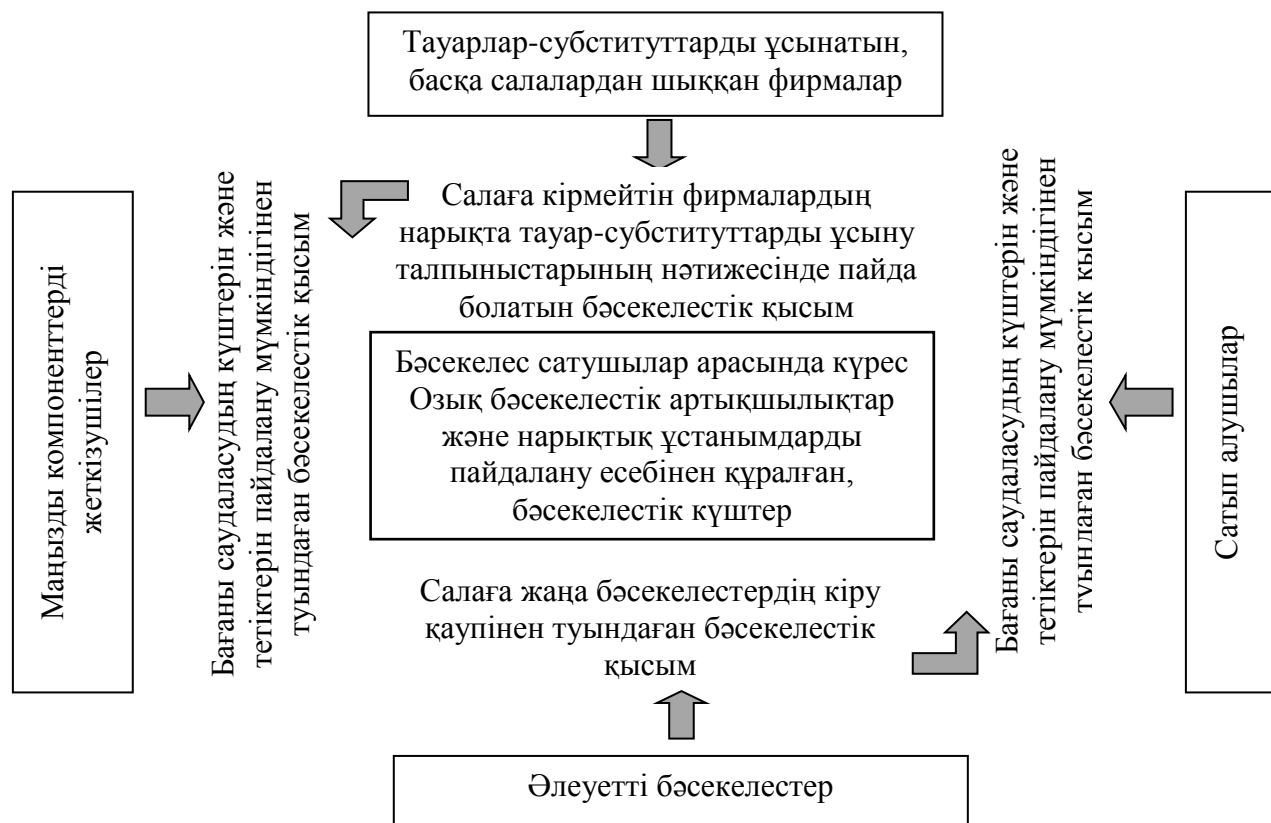 Тауарлар-субституттарды ұсынатын,
басқа салалардан шыққан фирмалар
Маңызды компоненттерді
жеткізушілер
Бағаны саудаласудың күштерін және
тетіктерін пайдалану мүмкіндігінен
туындаған бәсекелестік қысым
Салаға кірмейтін фирмалардың
нарықта тауар-субституттарды ұсыну
талпыныстарының нәтижесінде пайда
болатын бәсекелестік қысым
Бәсекелес сатушылар арасында күрес
Озық бәсекелестік артықшылықтар
және нарықтық ұстанымдарды
пайдалану есебінен құралған,
бәсекелестік күштер
Салаға жаңа бәсекелестердің кіру
қаупінен туындаған бәсекелестік
қысым
Бағаны саудаласудың күштерін және
тетіктерін пайдалану мүмкіндігінен
туындаған бәсекелестік қысым
Сатып алушылар
Әлеуетті бәсекелестер